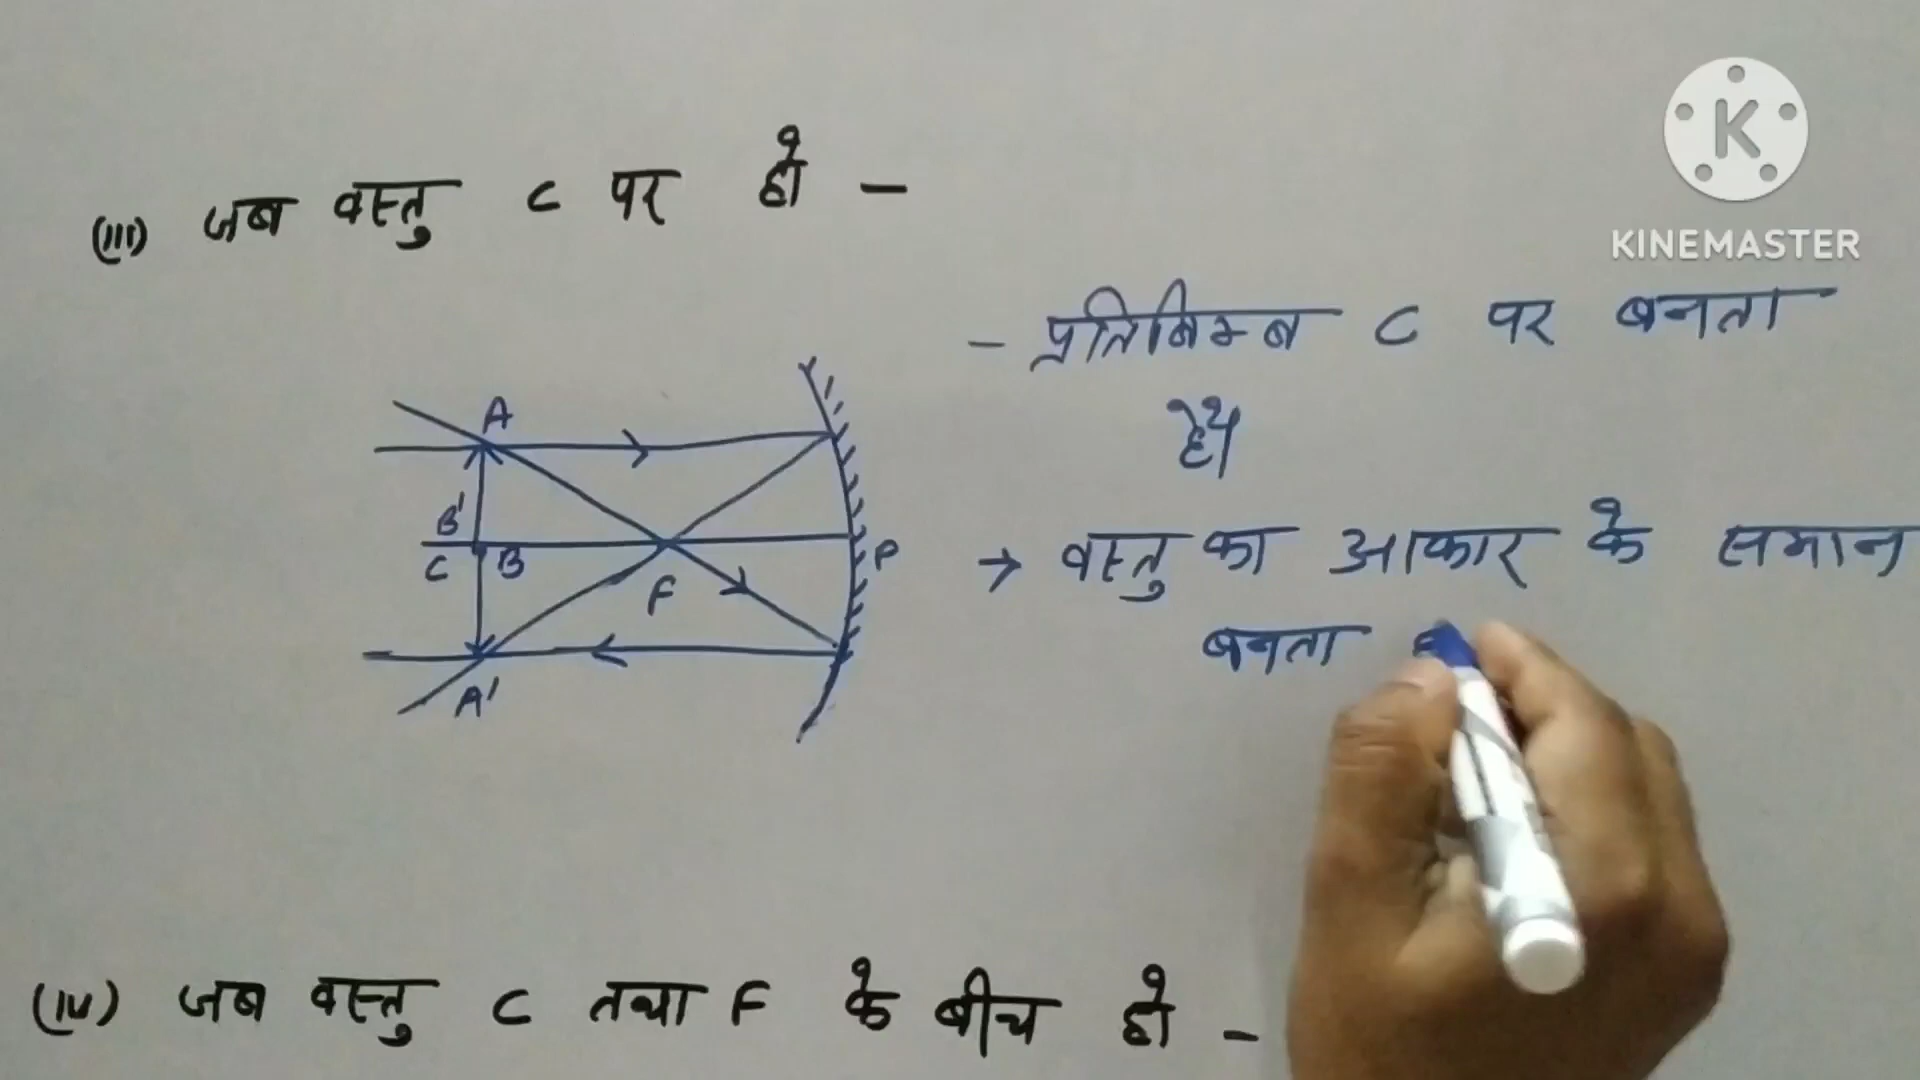 (iii) जब वस्तु C पर हो -
KINEMASTER
- प्रतिबिम्ब C पर बनता
है।
A
B'
C B
F
P
A'
→ वस्तु का आकार के समान
बनता
(iv) जब वस्तु C तथा F के बीच हो -